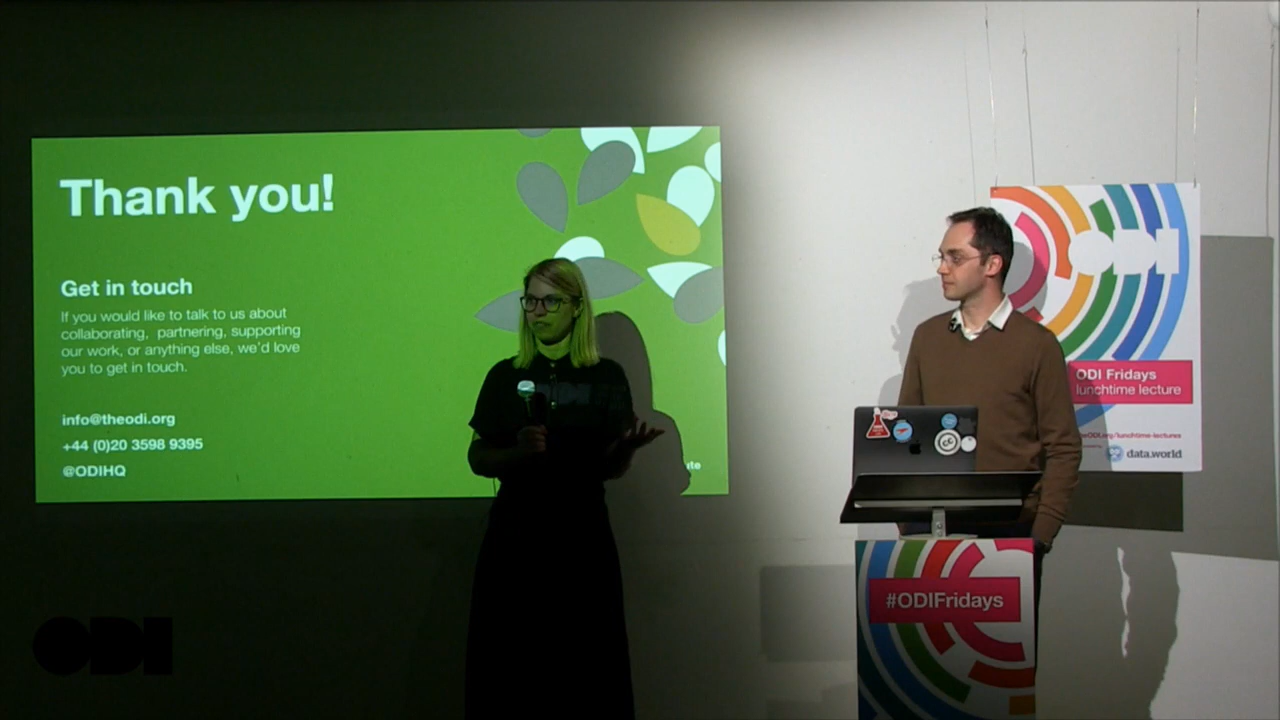 Thank you!
Get in touch
If you would like to talk to us about
collaborating, partnering, supporting
our work, or anything else, we'd love
you to get in touch.
info@theodi.org
+44 (0)20 3598 9395
@ODIHQ
ODI
ODI Fridays
lunchtime lecture
data.world
#ODIFridays
ODI